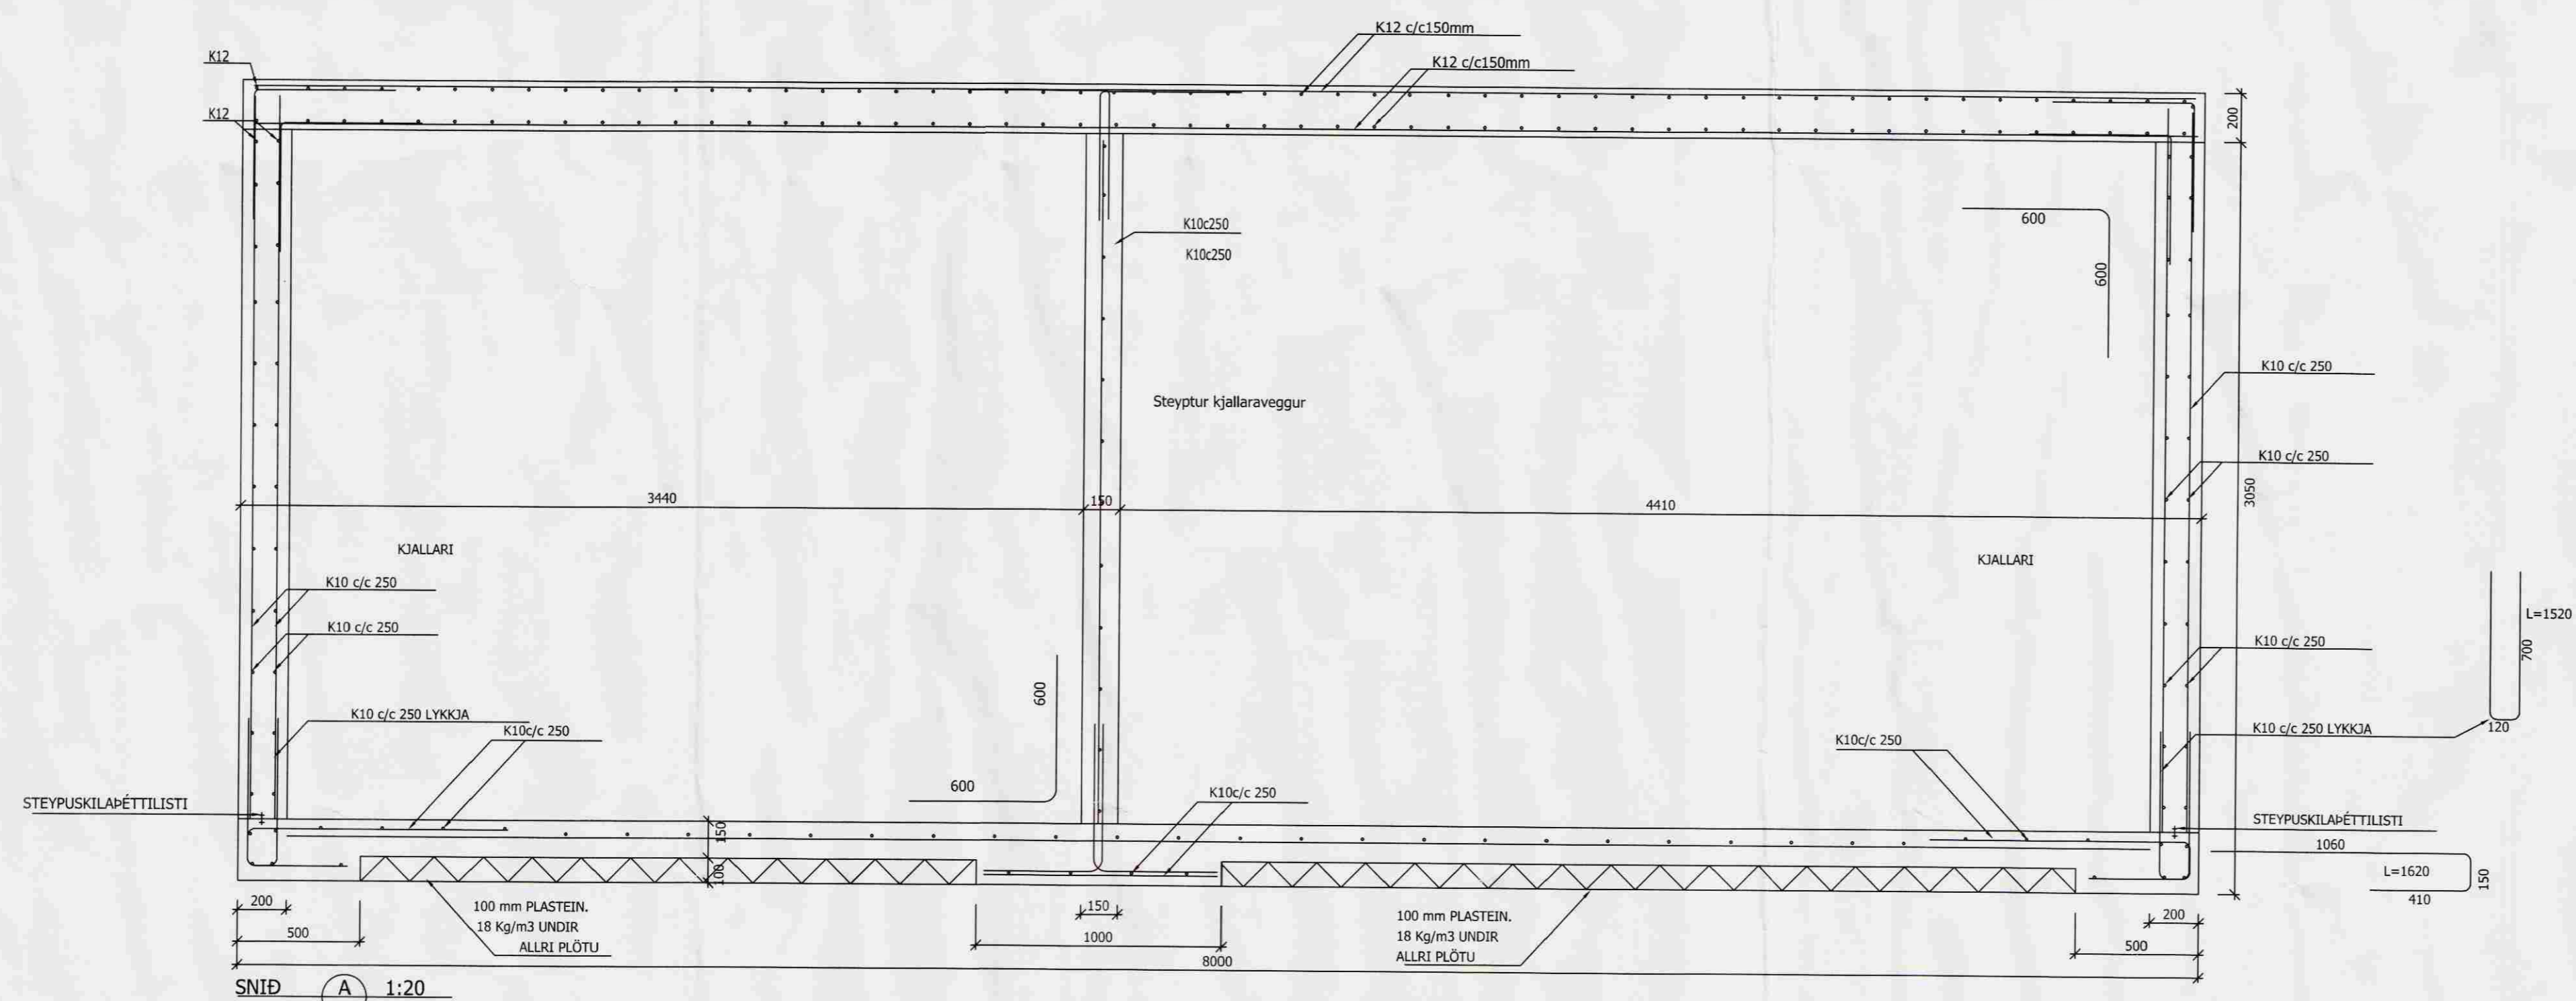 K12 c/c150mm
K12
K12 c/c150mm
K12
200
K10c250
K10c250
600
600
K10 c/c 250
Steyptur kjallaraveggur
K10 c/c 250
3050
3440
150
4410
KJALLARI
KJALLARI
K10 c/c 250
L=1520
K10 c/c 250
K10 c/c 250
700
600
K10 c/c 250 LYKKJA
K10c/c 250
K10 c/c 250 LYKKJA
120
K10c/c 250
600
K10c/c 250
STEYPUSKILAÞÉTTILISTI
STEYPUSKILAÞÉTTILISTI
150
1060
100
L=1620
150
410
200
100 mm PLASTEIN.
18 Kg/m3 UNDIR
ALLRI PLÖTU
150
100 mm PLASTEIN.
18 Kg/m3 UNDIR
ALLRI PLÖTU
200
500
1000
500
8000
SNIÐ A 1:20